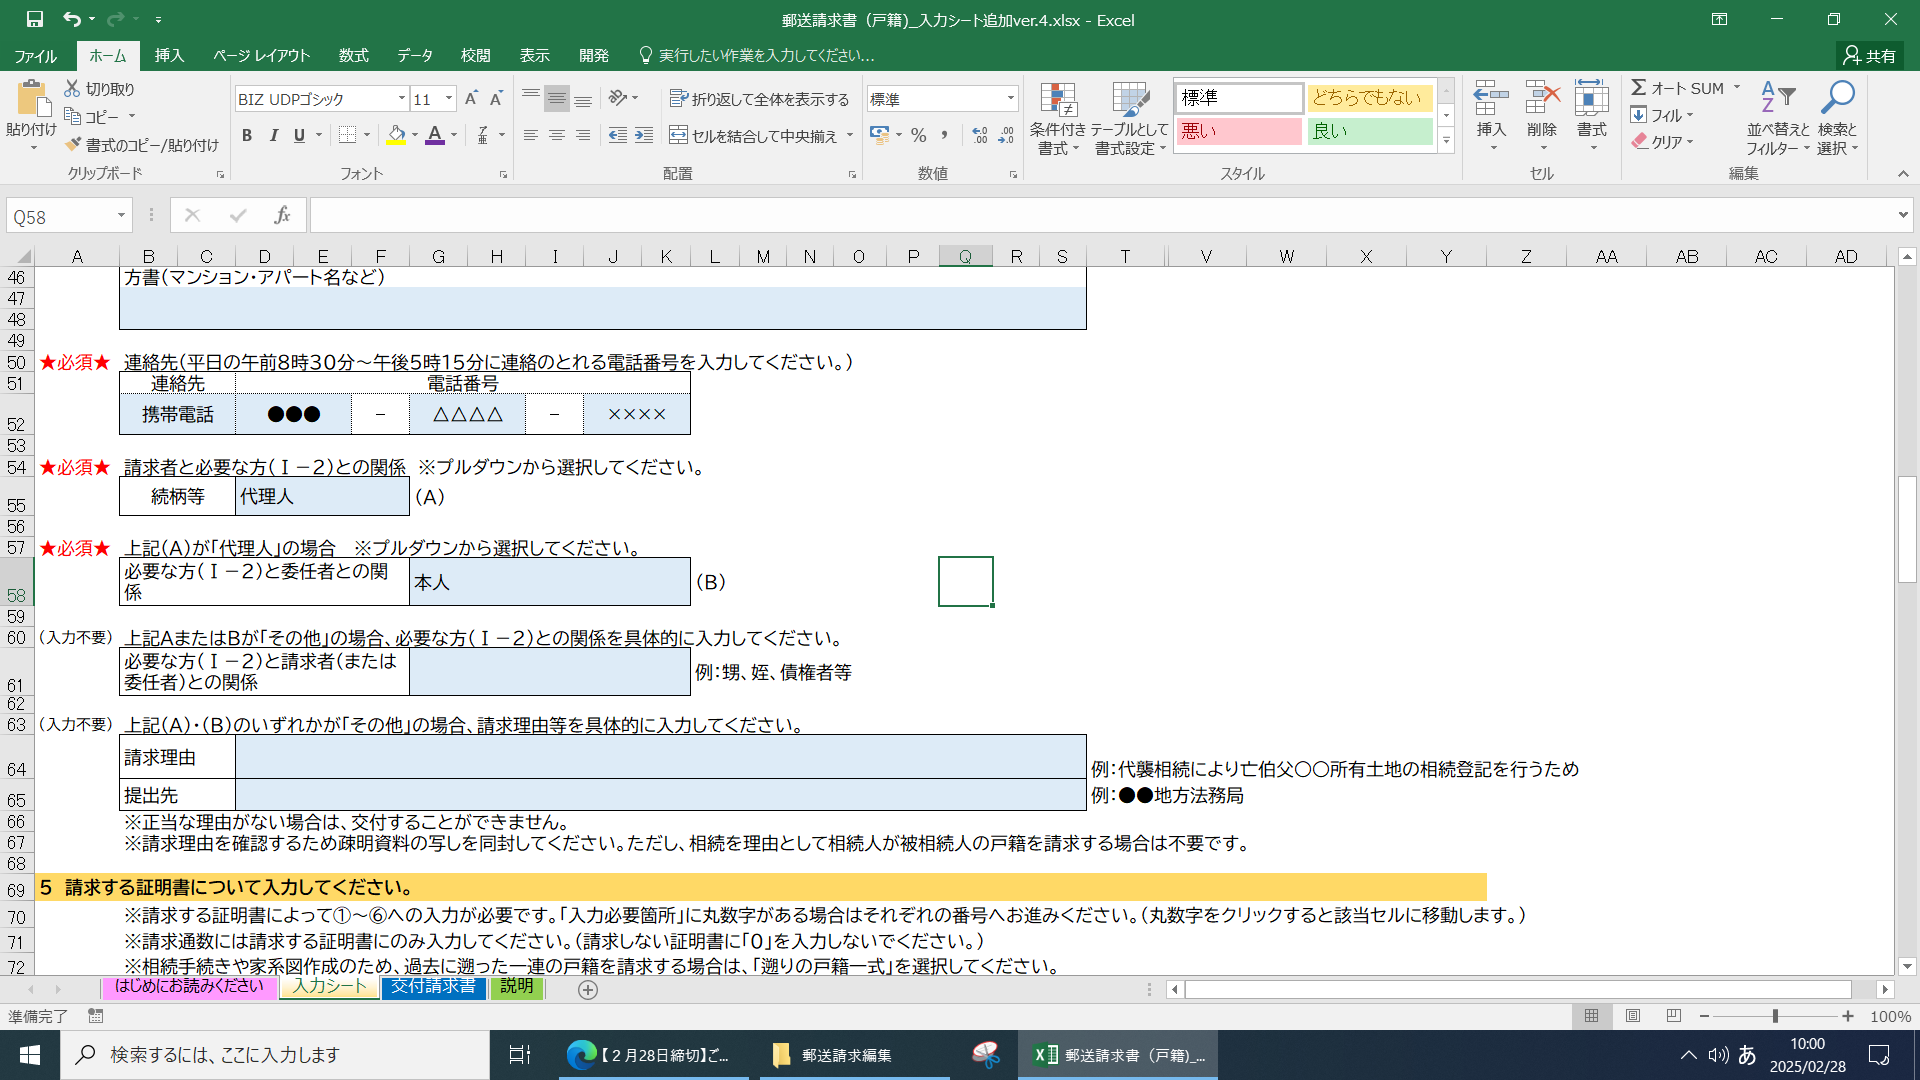 郵送請求書（戸籍)_入力シート追加ver.4.xlsx - Excel
ファイル ホーム 挿入 ページ レイアウト 数式 データ 校閲 表示 開発 実行したい作業を入力してください... 共有
貼り付け 切り取り コピー 書式のコピー/貼り付け クリップボード
BIZ UDPゴシック 11 B I U A フォント
折り返して全体を表示する セルを結合して中央揃え 配置
標準 % 数値
条件付き書式 テーブルとして書式設定 標準 どちらでもない 悪い 良い スタイル
挿入 削除 書式 セル
Σ オート SUM フィル クリア 並べ替えとフィルター 検索と選択 編集
Q58 fx
A B C D E F G H I J K L M N O P Q R S T V W X Y Z AA AB AC AD
46 方書（マンション・アパート名など）
47
48
49
50 ★必須★ 連絡先（平日の午前8時30分～午後5時15分に連絡のとれる電話番号を入力してください。）
51 連絡先 電話番号
52 携帯電話 ●●● － △△△△ － ××××
53
54 ★必須★ 請求者と必要な方（Ⅰ－2）との関係 ※プルダウンから選択してください。
55 続柄等 代理人 （A）
56
57 ★必須★ 上記（A）が「代理人」の場合 ※プルダウンから選択してください。
58 必要な方（Ⅰ－2）と委任者との関係 本人 （B）
59
60 （入力不要） 上記AまたはBが「その他」の場合、必要な方（Ⅰ－2）との関係を具体的に入力してください。
61 必要な方（Ⅰ－2）と請求者（または委任者）との関係 例：甥、姪、債権者等
62
63 （入力不要） 上記（A）・（B）のいずれかが「その他」の場合、請求理由等を具体的に入力してください。
64 請求理由 例：代襲相続により亡伯父〇〇所有土地の相続登記を行うため
65 提出先 例：●●地方法務局
66 ※正当な理由がない場合は、交付することができません。
67 ※請求理由を確認するため疎明資料の写しを同封してください。ただし、相続を理由として相続人が被相続人の戸籍を請求する場合は不要です。
68
69 5 請求する証明書について入力してください。
70 ※請求する証明書によって①～⑥への入力が必要です。「入力必要箇所」に丸数字がある場合はそれぞれの番号へお進みください。（丸数字をクリックすると該当セルに移動します。）
71 ※請求通数には請求する証明書にのみ入力してください。（請求しない証明書に「0」を入力しないでください。）
72 ※相続手続きや家系図作成のため、過去に遡った一連の戸籍を請求する場合は、「遡りの戸籍一式」を選択してください。
はじめにお読みください 入力シート 交付請求書 説明
準備完了 100%
検索するには、ここに入力します 【２月28日締切】ご... 郵送請求編集 郵送請求書（戸籍)_... あ 10:00
2025/02/28